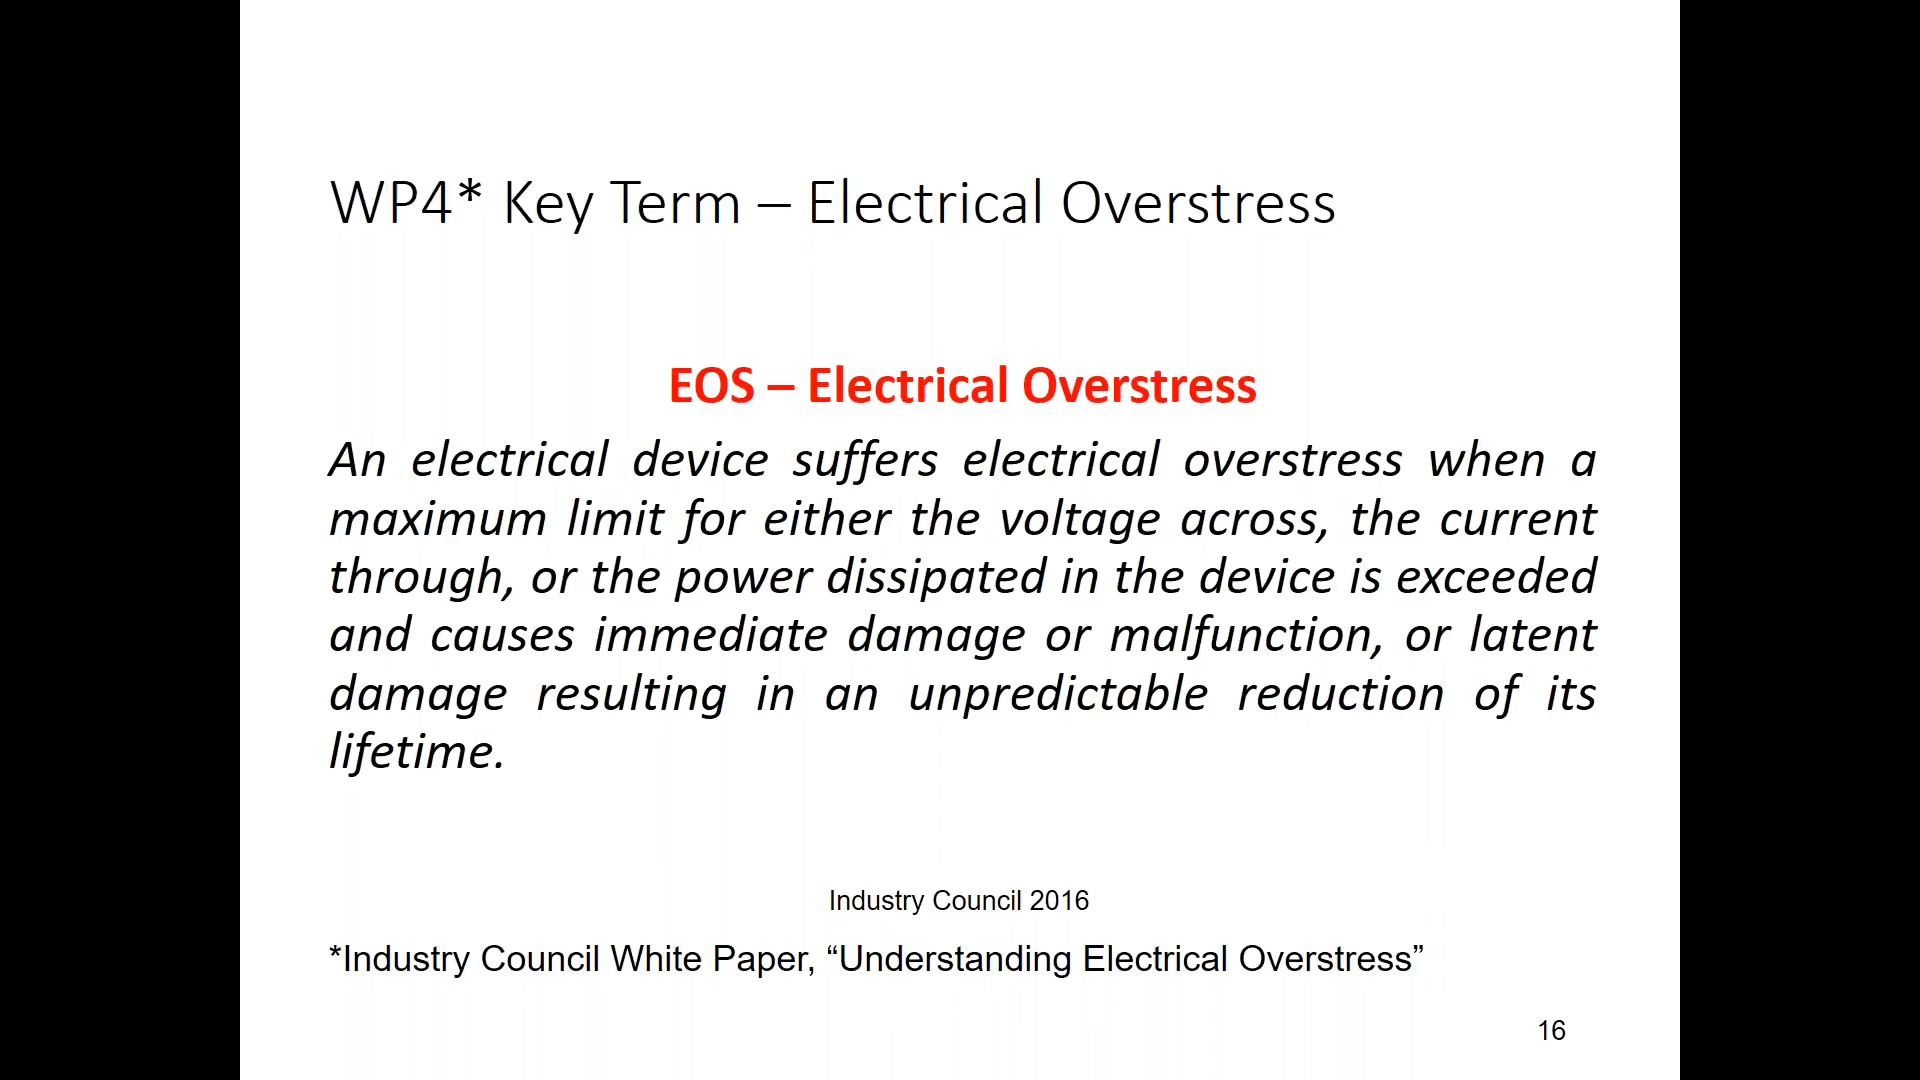 WP4* Key Term – Electrical Overstress
EOS – Electrical Overstress
An electrical device suffers electrical overstress when a
maximum limit for either the voltage across, the current
through, or the power dissipated in the device is exceeded
and causes immediate damage or malfunction, or latent
damage resulting in an unpredictable reduction of its
lifetime.
Industry Council 2016
*Industry Council White Paper, “Understanding Electrical Overstress”
16